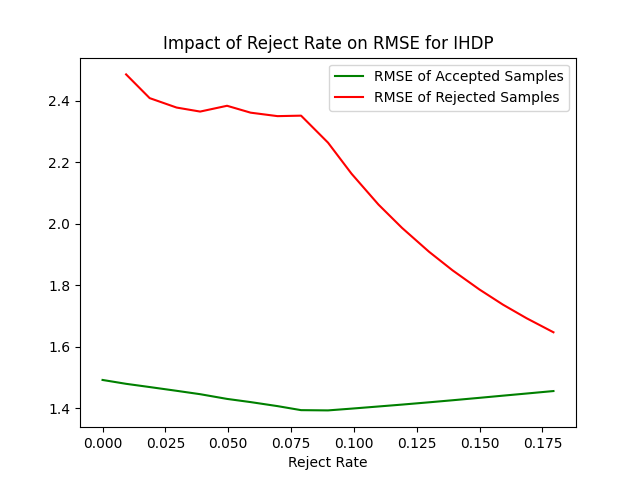 Impact of Reject Rate on RMSE for IHDP
RMSE of Accepted Samples
RMSE of Rejected Samples
2.4
2.2
2.0
1.8
1.6
1.4
0.000 0.025 0.050 0.075 0.100 0.125 0.150 0.175
Reject Rate